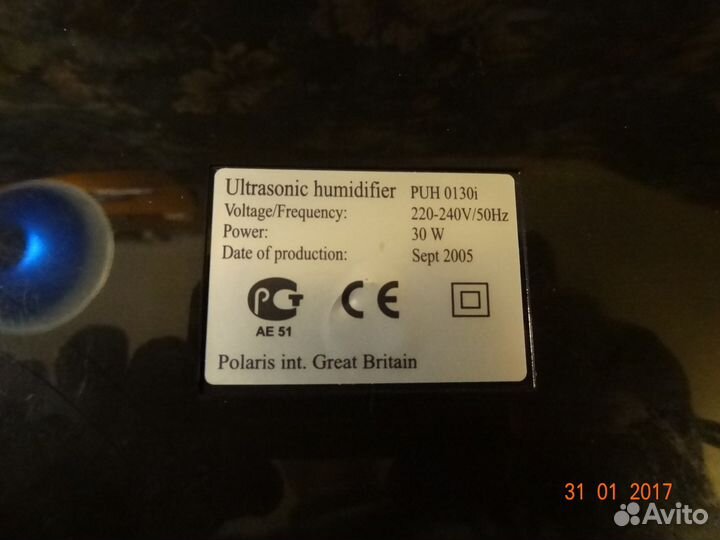 Ultrasonic humidifier PUH 0130i
Voltage/Frequency: 220-240V/50Hz
Power: 30 W
Date of production: Sept 2005
РСТ CE
AE 51
Polaris int. Great Britain
31 01 2017
Avito